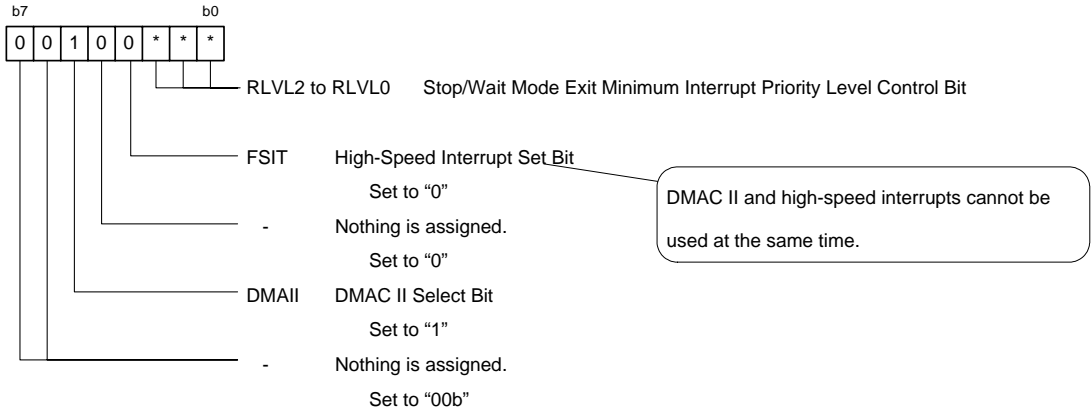 b7 b0
0 0 1 0 0 * * *
RLVL2 to RLVL0 Stop/Wait Mode Exit Minimum Interrupt Priority Level Control Bit
FSIT High-Speed Interrupt Set Bit
Set to “0”
DMAC II and high-speed interrupts cannot be
used at the same time.
- Nothing is assigned.
Set to “0”
DMAII DMAC II Select Bit
Set to “1”
- Nothing is assigned.
Set to “00b”